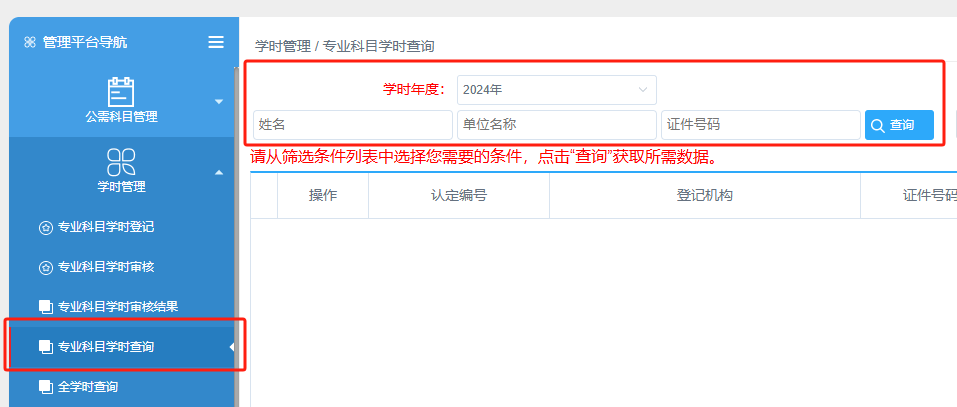 管理平台导航
公需科目管理
学时管理
专业科目学时登记
专业科目学时审核
专业科目学时审核结果
专业科目学时查询
全学时查询
学时管理 / 专业科目学时查询
学时年度： 2024年
姓名 单位名称 证件号码 查询
请从筛选条件列表中选择您需要的条件，点击“查询”获取所需数据。
操作 认定编号 登记机构 证件号码